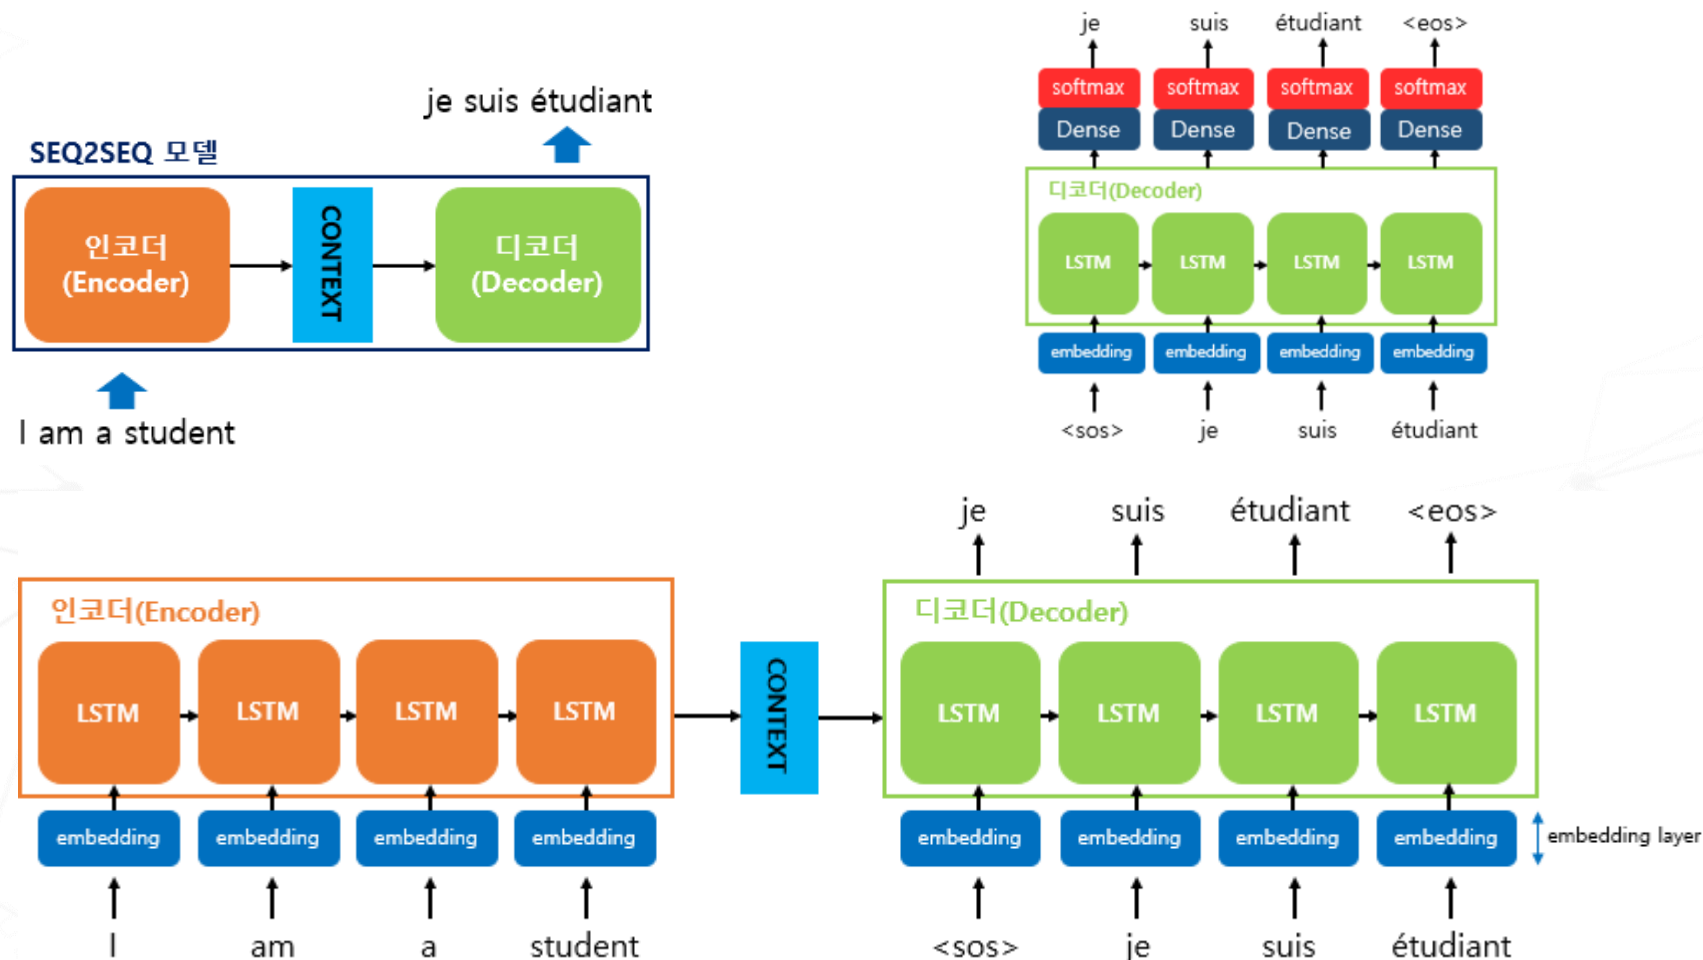 je suis étudiant
SEQ2SEQ 모델
인코더
(Encoder)
CONTEXT
디코더
(Decoder)
I am a student
je suis étudiant <eos>
softmax softmax softmax softmax
Dense Dense Dense Dense
디코더(Decoder)
LSTM LSTM LSTM LSTM
embedding embedding embedding embedding
<sos> je suis étudiant
je suis étudiant <eos>
인코더(Encoder)
LSTM LSTM LSTM LSTM
embedding embedding embedding embedding
I am a student
CONTEXT
디코더(Decoder)
LSTM LSTM LSTM LSTM
embedding embedding embedding embedding
embedding layer
<sos> je suis étudiant